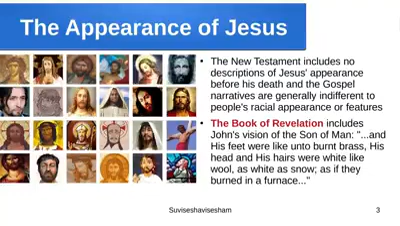 The Appearance of Jesus
• The New Testament includes no
descriptions of Jesus' appearance
before his death and the Gospel
narratives are generally indifferent to
people's racial appearance or features
• The Book of Revelation includes
John's vision of the Son of Man: "...and
His feet were like unto burnt brass, His
head and His hairs were white like
wool, as white as snow; as if they
burned in a furnace..."
Suviseshavisesham
3